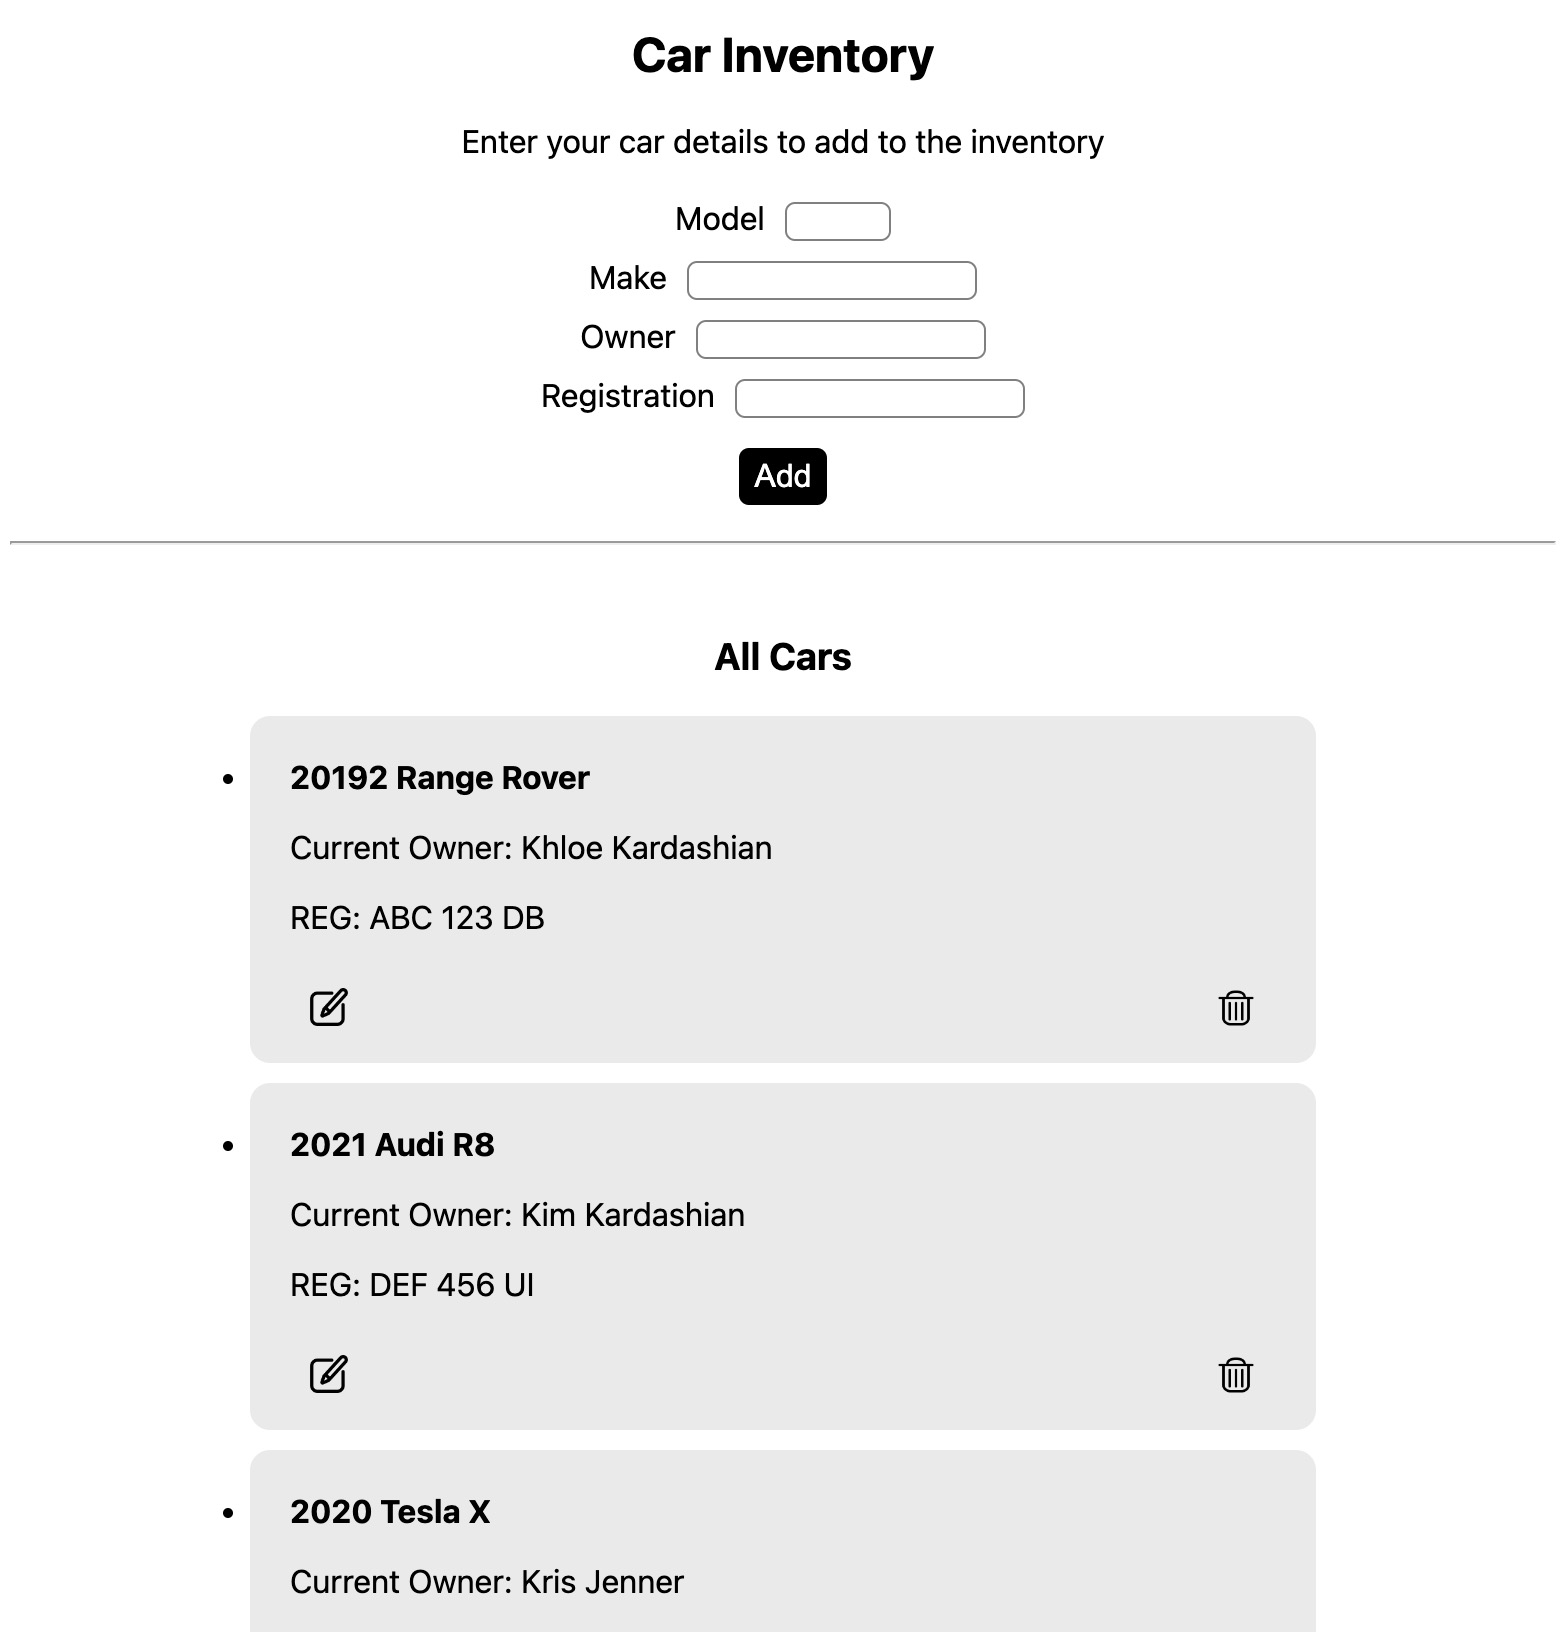 Car Inventory
Enter your car details to add to the inventory
Model
Make
Owner
Registration
Add
All Cars
20192 Range Rover
Current Owner: Khloe Kardashian
REG: ABC 123 DB
2021 Audi R8
Current Owner: Kim Kardashian
REG: DEF 456 UI
2020 Tesla X
Current Owner: Kris Jenner